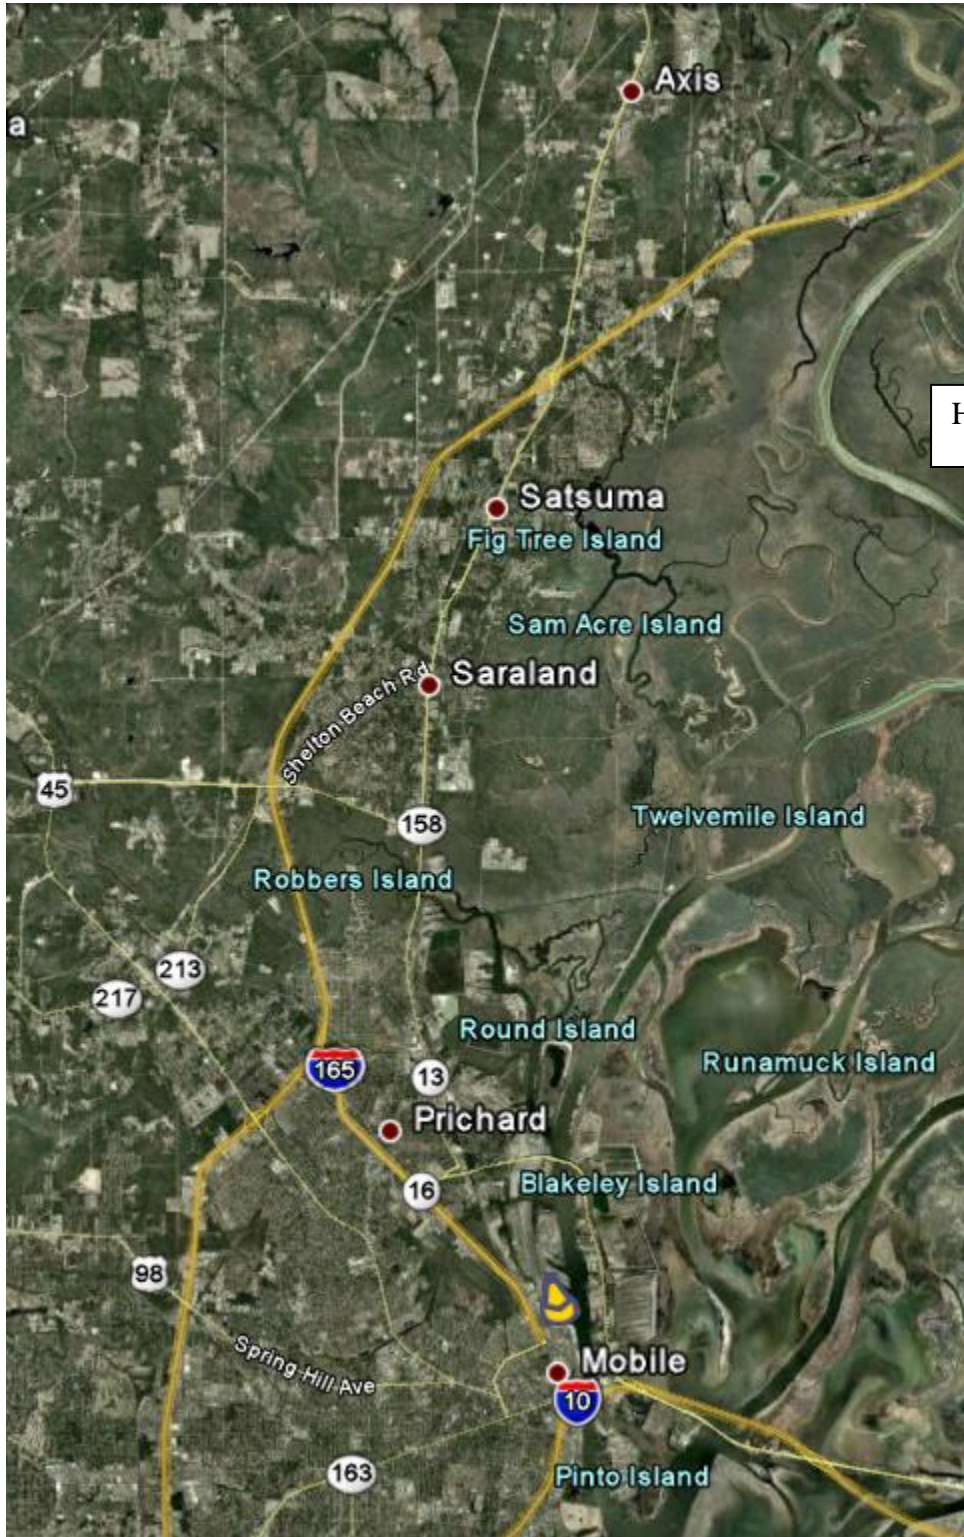 Axis
a
H
Satsuma
Fig Tree Island
Sam Acre Island
Saraland
Shelton Beach Rd
45
Twelvemile Island
158
Robbers Island
213
217
Round Island
Runamuck Island
165
13
Prichard
Blakeley Island
16
98
Spring Hill Ave
Mobile
10
163
Pinto Island